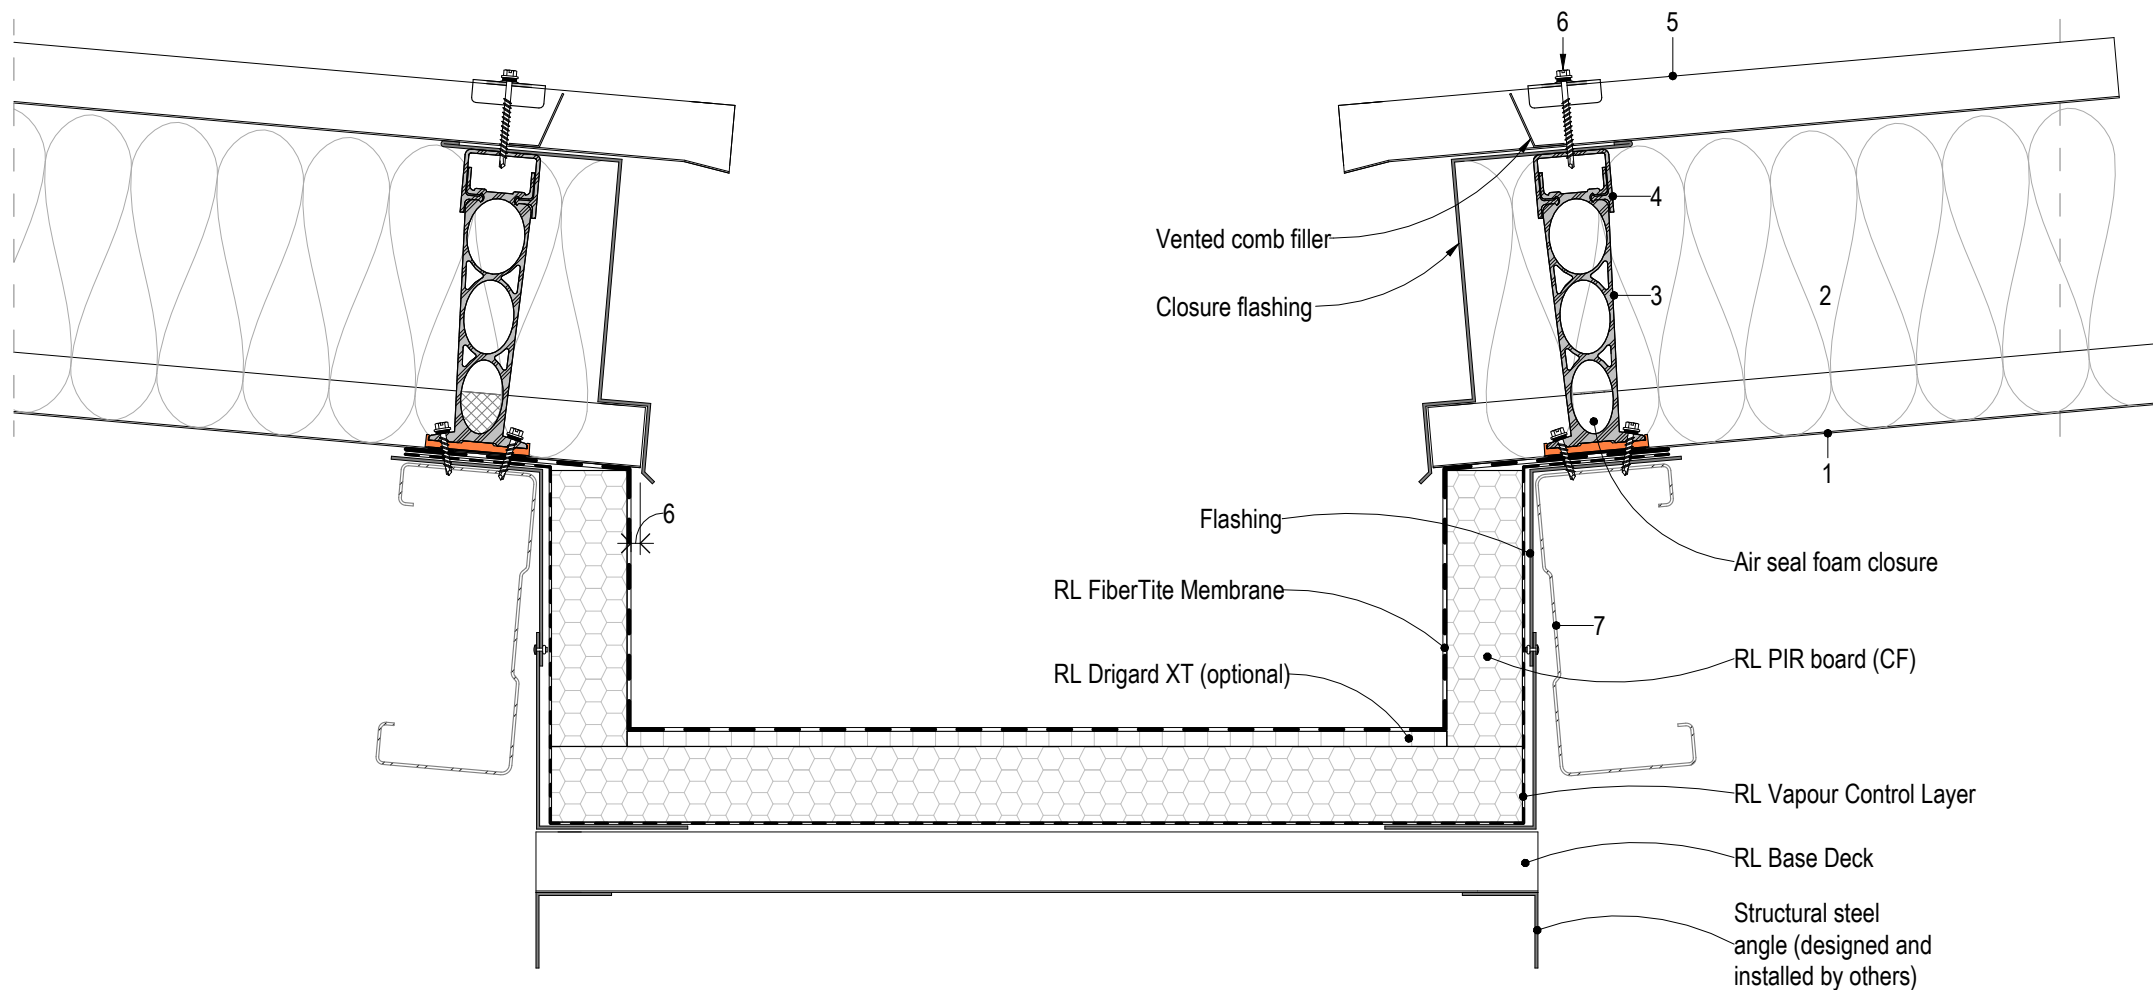 6
5
4
Vented comb filler
3
2
Closure flashing
1
6
Flashing
Air seal foam closure
RL FiberTite Membrane
7
RL PIR board (CF)
RL Drigard XT (optional)
RL Vapour Control Layer
RL Base Deck
Structural steel
angle (designed and
installed by others)